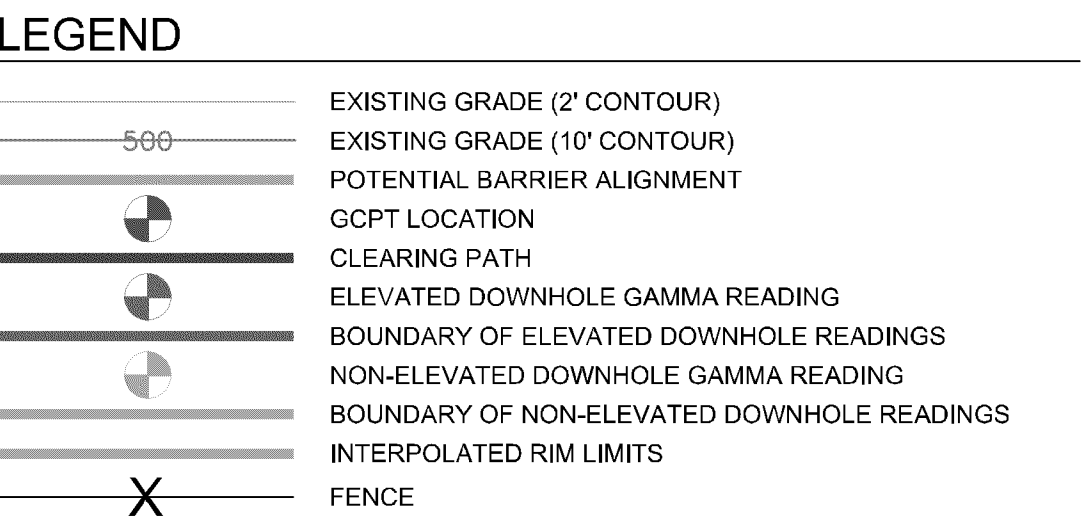 LEGEND
EXISTING GRADE (2' CONTOUR)
500
EXISTING GRADE (10' CONTOUR)
POTENTIAL BARRIER ALIGNMENT
GCPT LOCATION
CLEARING PATH
ELEVATED DOWNHOLE GAMMA READING
BOUNDARY OF ELEVATED DOWNHOLE READINGS
NON-ELEVATED DOWNHOLE GAMMA READING
BOUNDARY OF NON-ELEVATED DOWNHOLE READINGS
INTERPOLATED RIM LIMITS
X FENCE